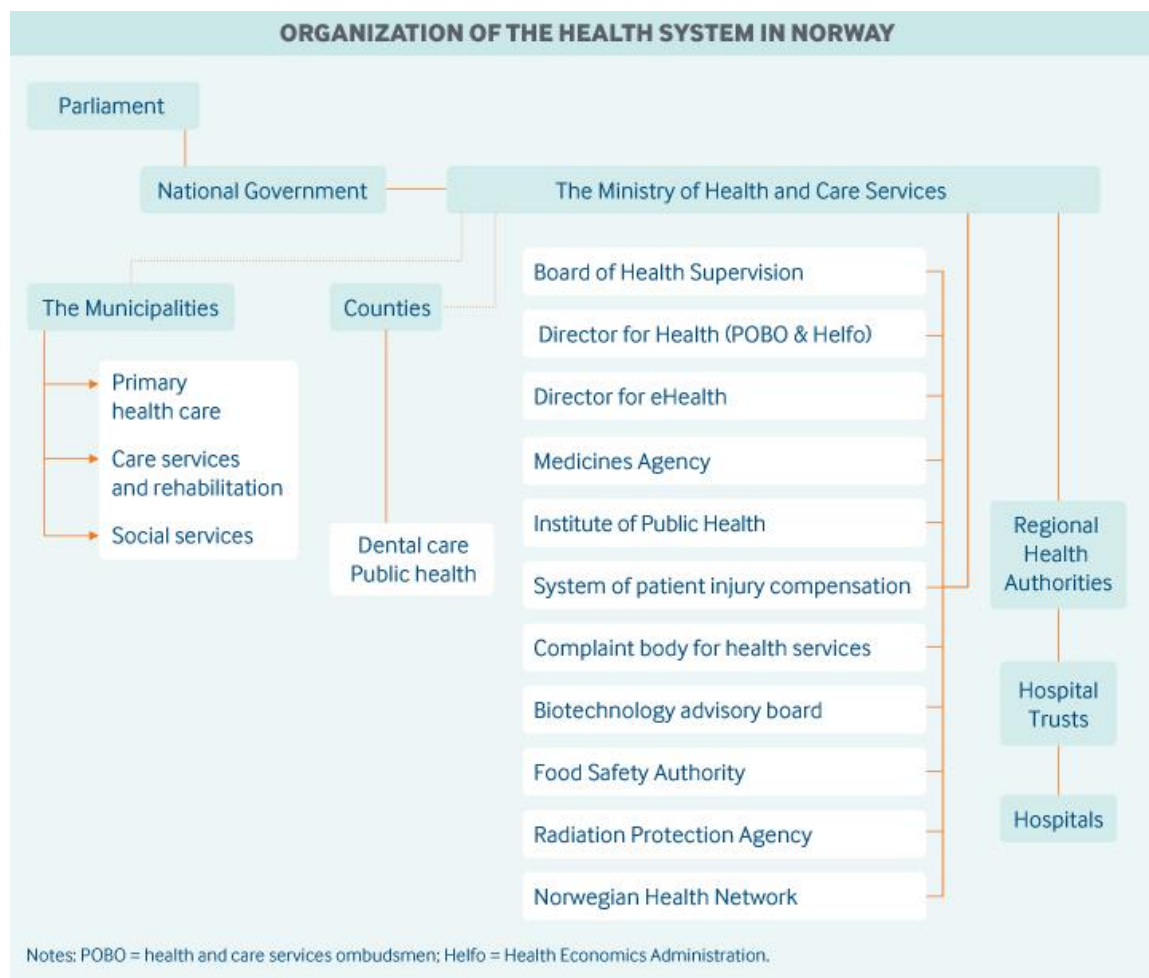 ORGANIZATION OF THE HEALTH SYSTEM IN NORWAY
Parliament
National Government
The Ministry of Health and Care Services
The Municipalities
Primary
health care
Care services
and rehabilitation
Social services
Counties
Dental care
Public health
Board of Health Supervision
Director for Health (POBO & Helfo)
Director for eHealth
Medicines Agency
Institute of Public Health
System of patient injury compensation
Complaint body for health services
Biotechnology advisory board
Food Safety Authority
Radiation Protection Agency
Norwegian Health Network
Regional
Health
Authorities
Hospital
Trusts
Hospitals
Notes: POBO = health and care services ombudsmen; Helfo = Health Economics Administration.